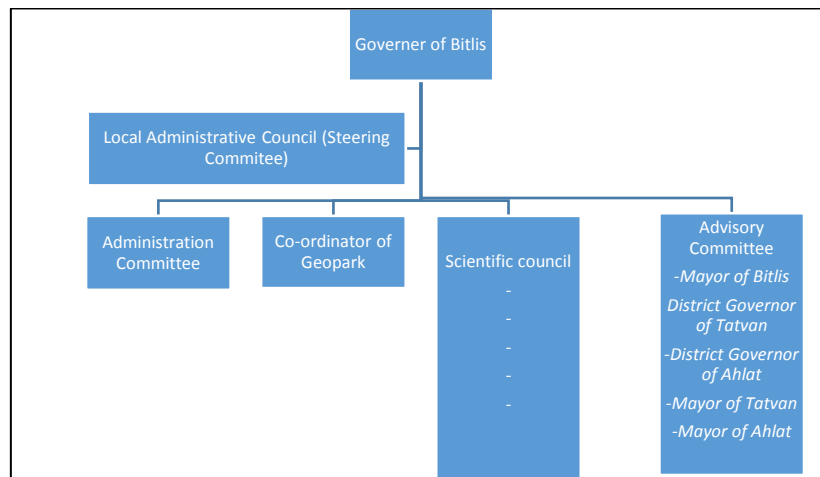 Governer of Bitlis
Local Administrative Council (Steering
Commitee)
Administration
Committee
Co-ordinator of
Geopark
Scientific council
-
-
-
-
-
Advisory
Committee
-Mayor of Bitlis
District Governor
of Tatvan
-District Governor
of Ahlat
-Mayor of Tatvan
-Mayor of Ahlat